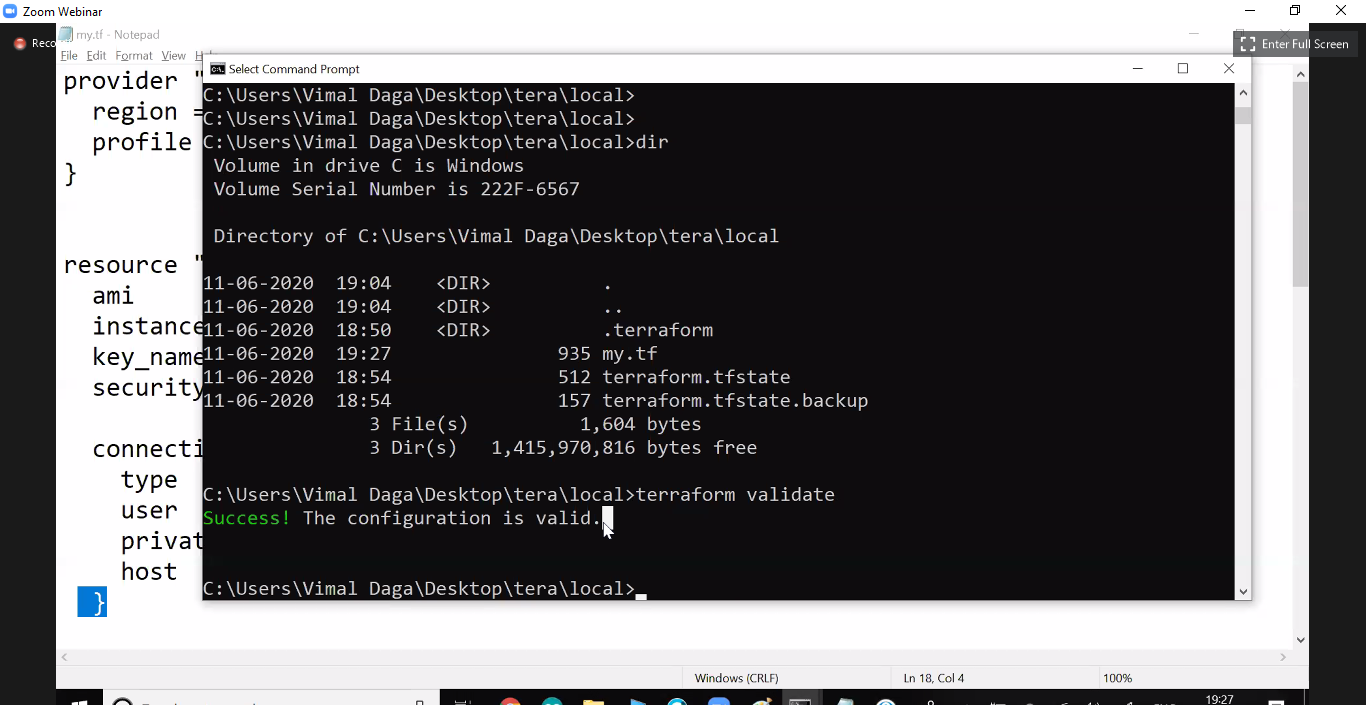 Zoom Webinar
Reco
my.tf - Notepad
Enter Full Screen
File Edit Format View
Select Command Prompt
provider "
region =
profile
}
resource "
ami
instance
key_name
security
connecti
type
user
privat
host
}
C:\Users\Vimal Daga\Desktop\tera\local>
C:\Users\Vimal Daga\Desktop\tera\local>
C:\Users\Vimal Daga\Desktop\tera\local>dir
Volume in drive C is Windows
Volume Serial Number is 222F-6567
Directory of C:\Users\Vimal Daga\Desktop\tera\local
11-06-2020 19:04 <DIR> .
11-06-2020 19:04 <DIR> ..
11-06-2020 18:50 <DIR> .terraform
11-06-2020 19:27 935 my.tf
11-06-2020 18:54 512 terraform.tfstate
11-06-2020 18:54 157 terraform.tfstate.backup
3 File(s) 1,604 bytes
3 Dir(s) 1,415,970,816 bytes free
C:\Users\Vimal Daga\Desktop\tera\local>terraform validate
Success! The configuration is valid.
C:\Users\Vimal Daga\Desktop\tera\local>
Windows (CRLF) Ln 18, Col 4 100%
19:27